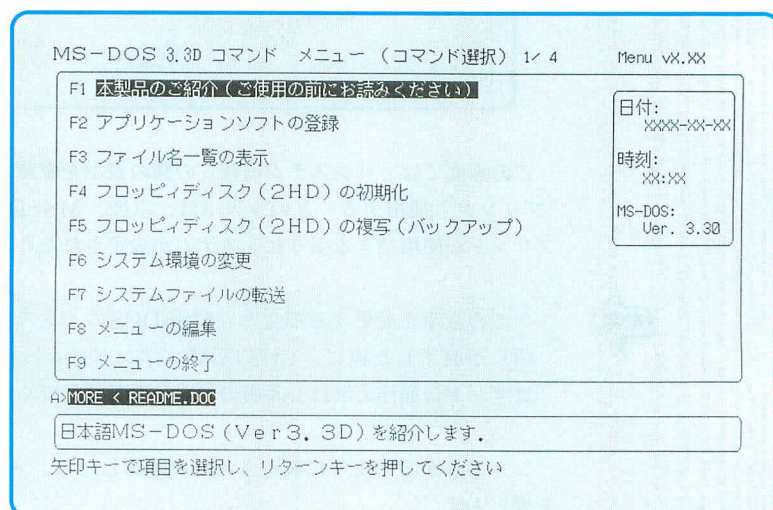 MS-DOS 3.3D コマンド メニュー (コマンド選択) 1/ 4 Menu vX.XX
F1 本製品のご紹介(ご使用の前にお読みください)
F2 アプリケーションソフトの登録
F3 ファイル名一覧の表示
F4 フロッピィディスク(2HD)の初期化
F5 フロッピィディスク(2HD)の複写(バックアップ)
F6 システム環境の変更
F7 システムファイルの転送
F8 メニューの編集
F9 メニューの終了
日付:
XXXX-XX-XX
時刻:
XX:XX
MS-DOS:
Ver. 3.30
A>MORE < README.DOC
日本語MS-DOS(Ver3.3D)を紹介します.
矢印キーで項目を選択し、リターンキーを押してください